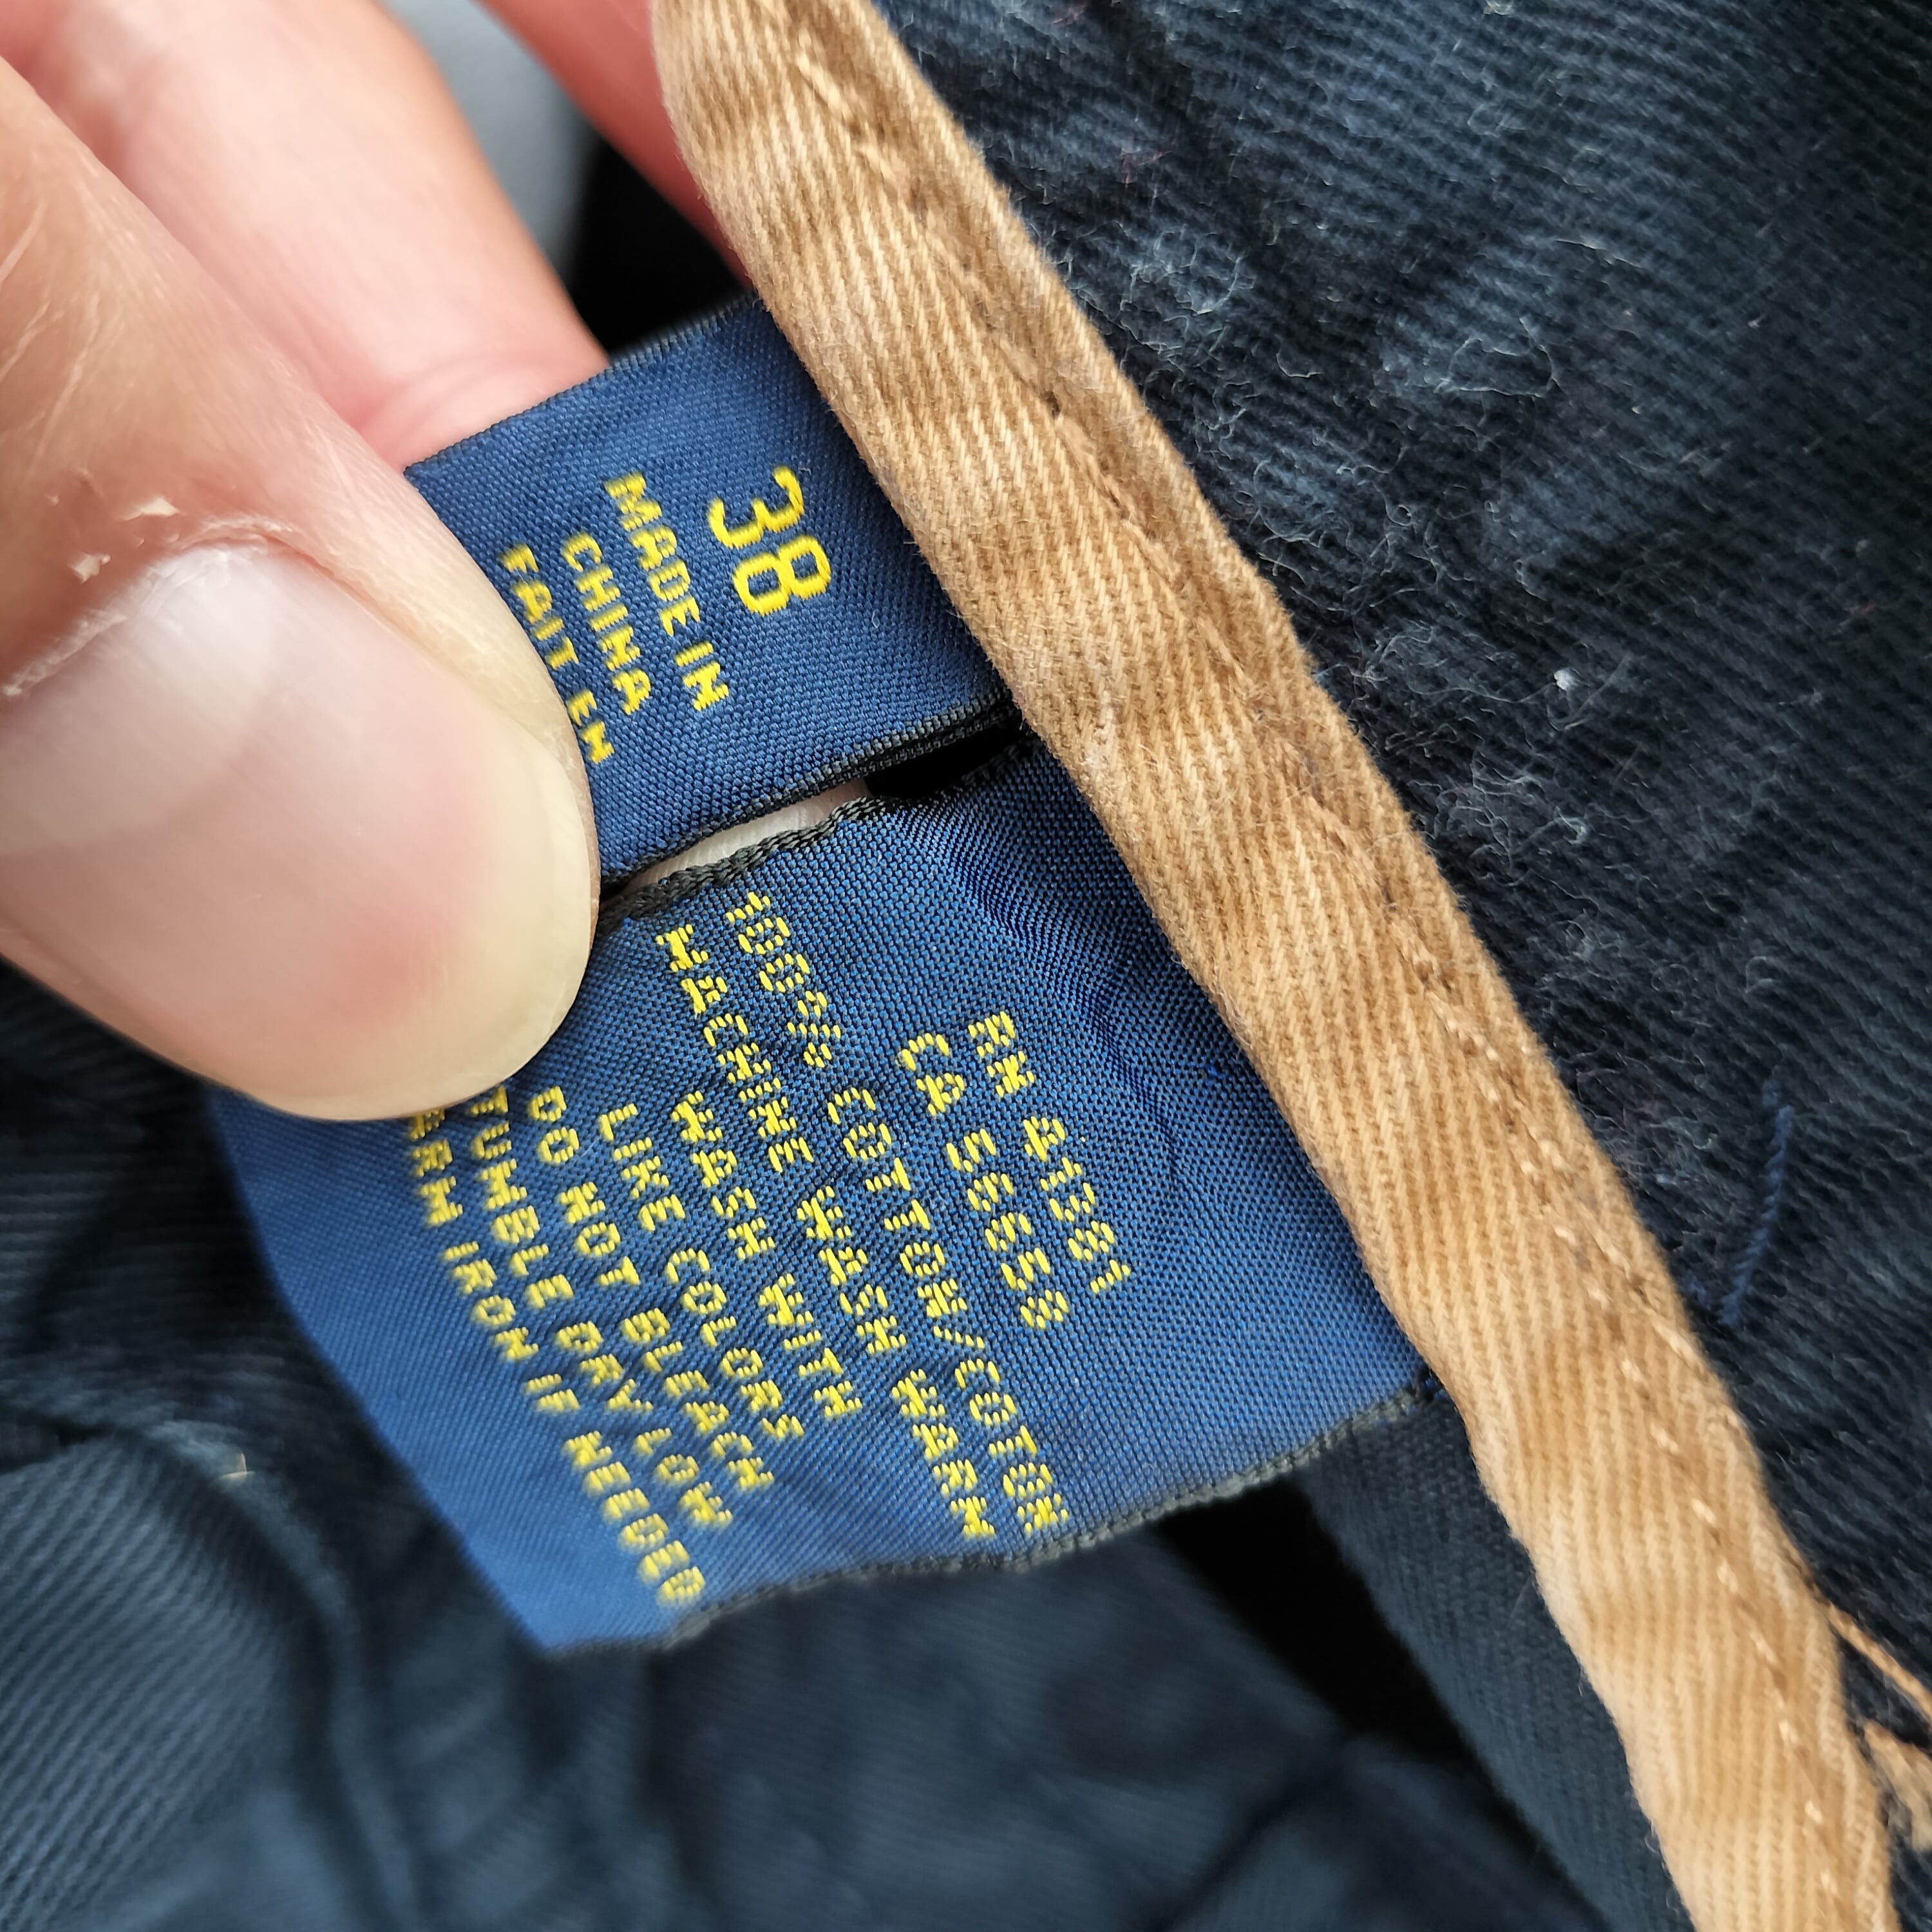 38
MADE IN
CHINA
FAIT EN
RN 41381
CA 56658
100% COTTON/COTON
MACHINE WASH WARM
WASH WITH
LIKE COLORS
DO NOT BLEACH
TUMBLE DRY/LOW
IRON IF NEEDED